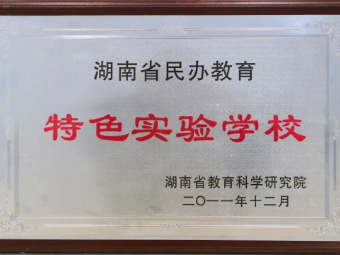 湖南省民办教育
特色实验学校
湖南省教育科学研究院
二〇一一年十二月